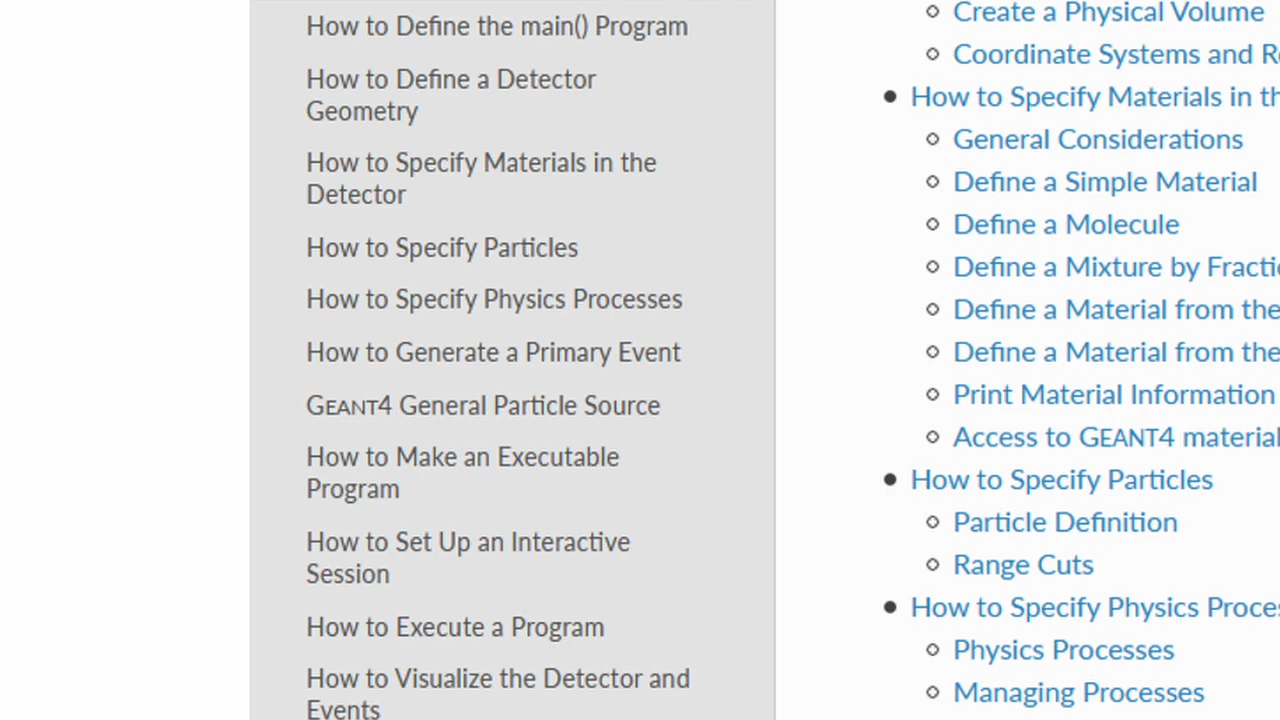 How to Define the main() Program
How to Define a Detector
Geometry
How to Specify Materials in the
Detector
How to Specify Particles
How to Specify Physics Processes
How to Generate a Primary Event
GEANT4 General Particle Source
How to Make an Executable
Program
How to Set Up an Interactive
Session
How to Execute a Program
How to Visualize the Detector and
Events
Create a Physical Volume
Coordinate Systems and
How to Specify Materials in
General Considerations
Define a Simple Material
Define a Molecule
Define a Mixture by
Define a Material from the
Define a Material from the
Print Material Information
Access to GEANT4 material
How to Specify Particles
Particle Definition
Range Cuts
How to Specify Physics
Physics Processes
Managing Processes